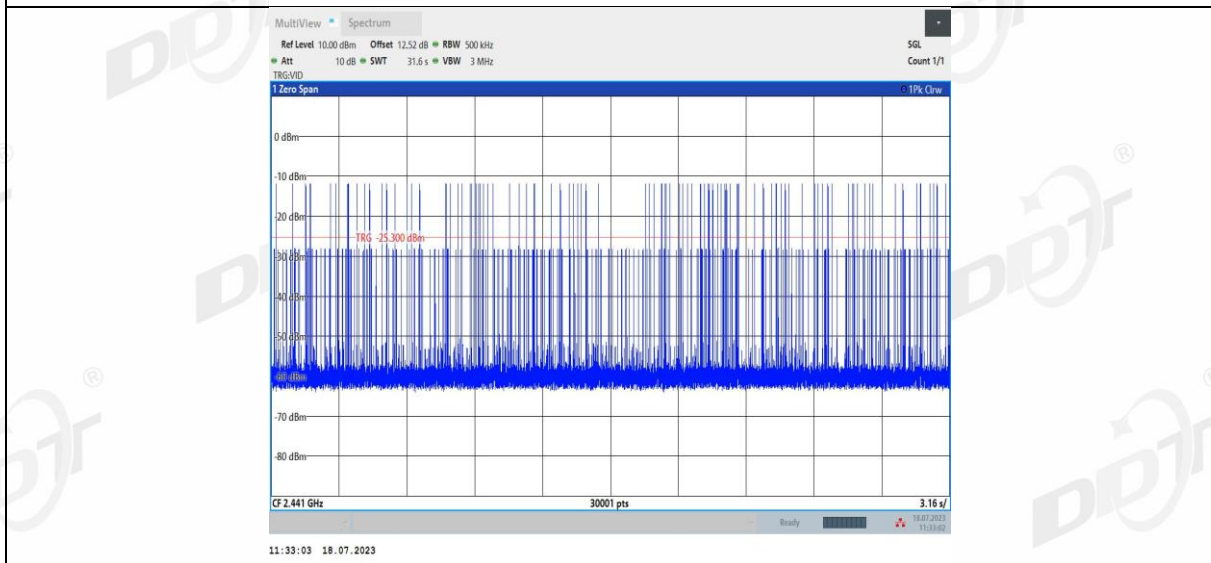 MultiView Spectrum
Ref Level 10.00 dBm Offset 12.52 dB RBW 500 kHz SGL
Att 10 dB SWT 31.6 s VBW 3 MHz Count 1/1
TRG:VID
1 Zero Span 1Pk Clrw
0 dBm
-10 dBm
-20 dBm
TRG -25.300 dBm
-30 dBm
-40 dBm
-50 dBm
-60 dBm
-70 dBm
-80 dBm
CF 2.441 GHz 30001 pts 3.16 s/
Ready 18.07.2023
11:33:02
11:33:03 18.07.2023
DDT
®